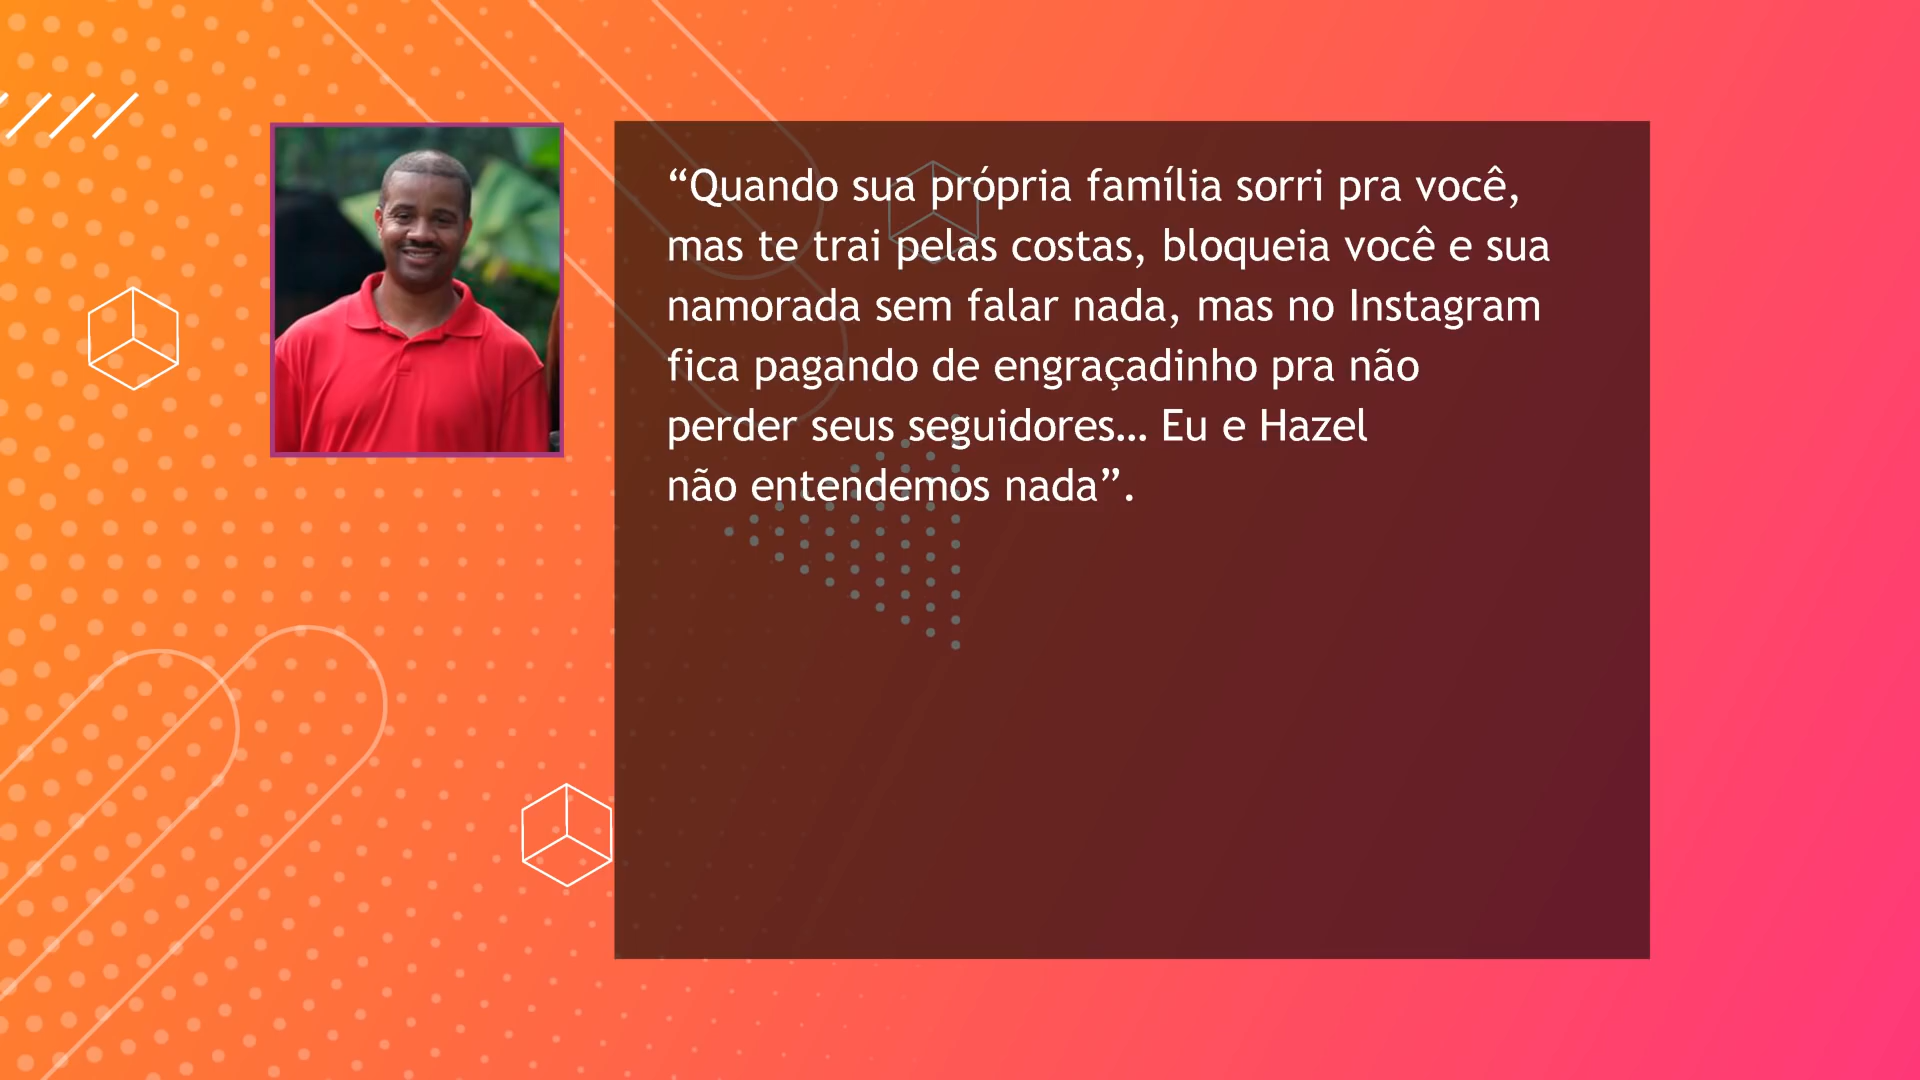 “Quando sua própria família sorri pra você,
mas te trai pelas costas, bloqueia você e sua
namorada sem falar nada, mas no Instagram
fica pagando de engraçadinho pra não
perder seus seguidores… Eu e Hazel
não entendemos nada”.